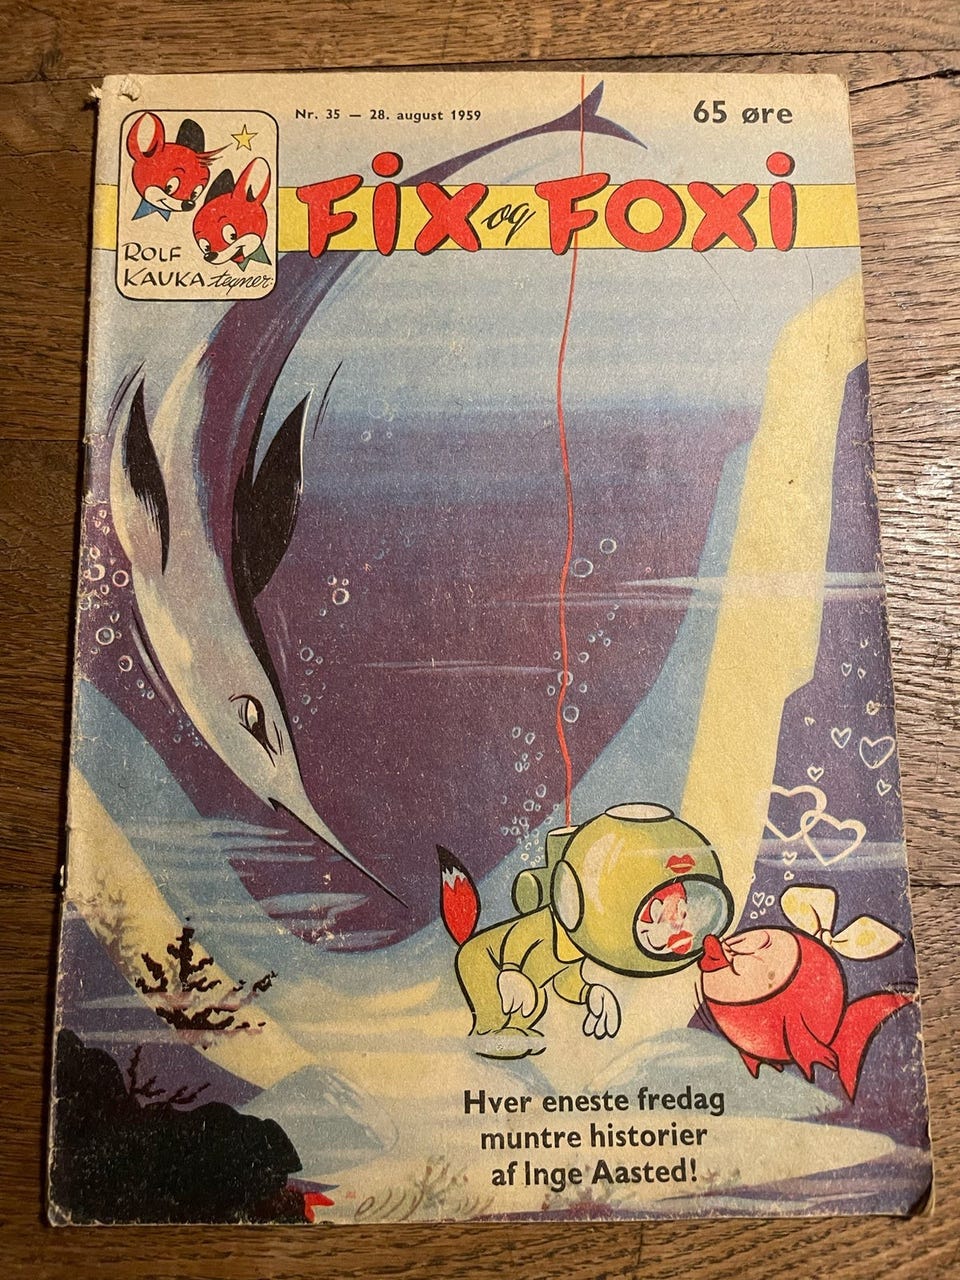 Nr. 35 — 28. august 1959
65 øre
FiX og FOXi
ROLF
KAUKA tegner:
Hver eneste fredag
muntre historier
af Inge Aasted!